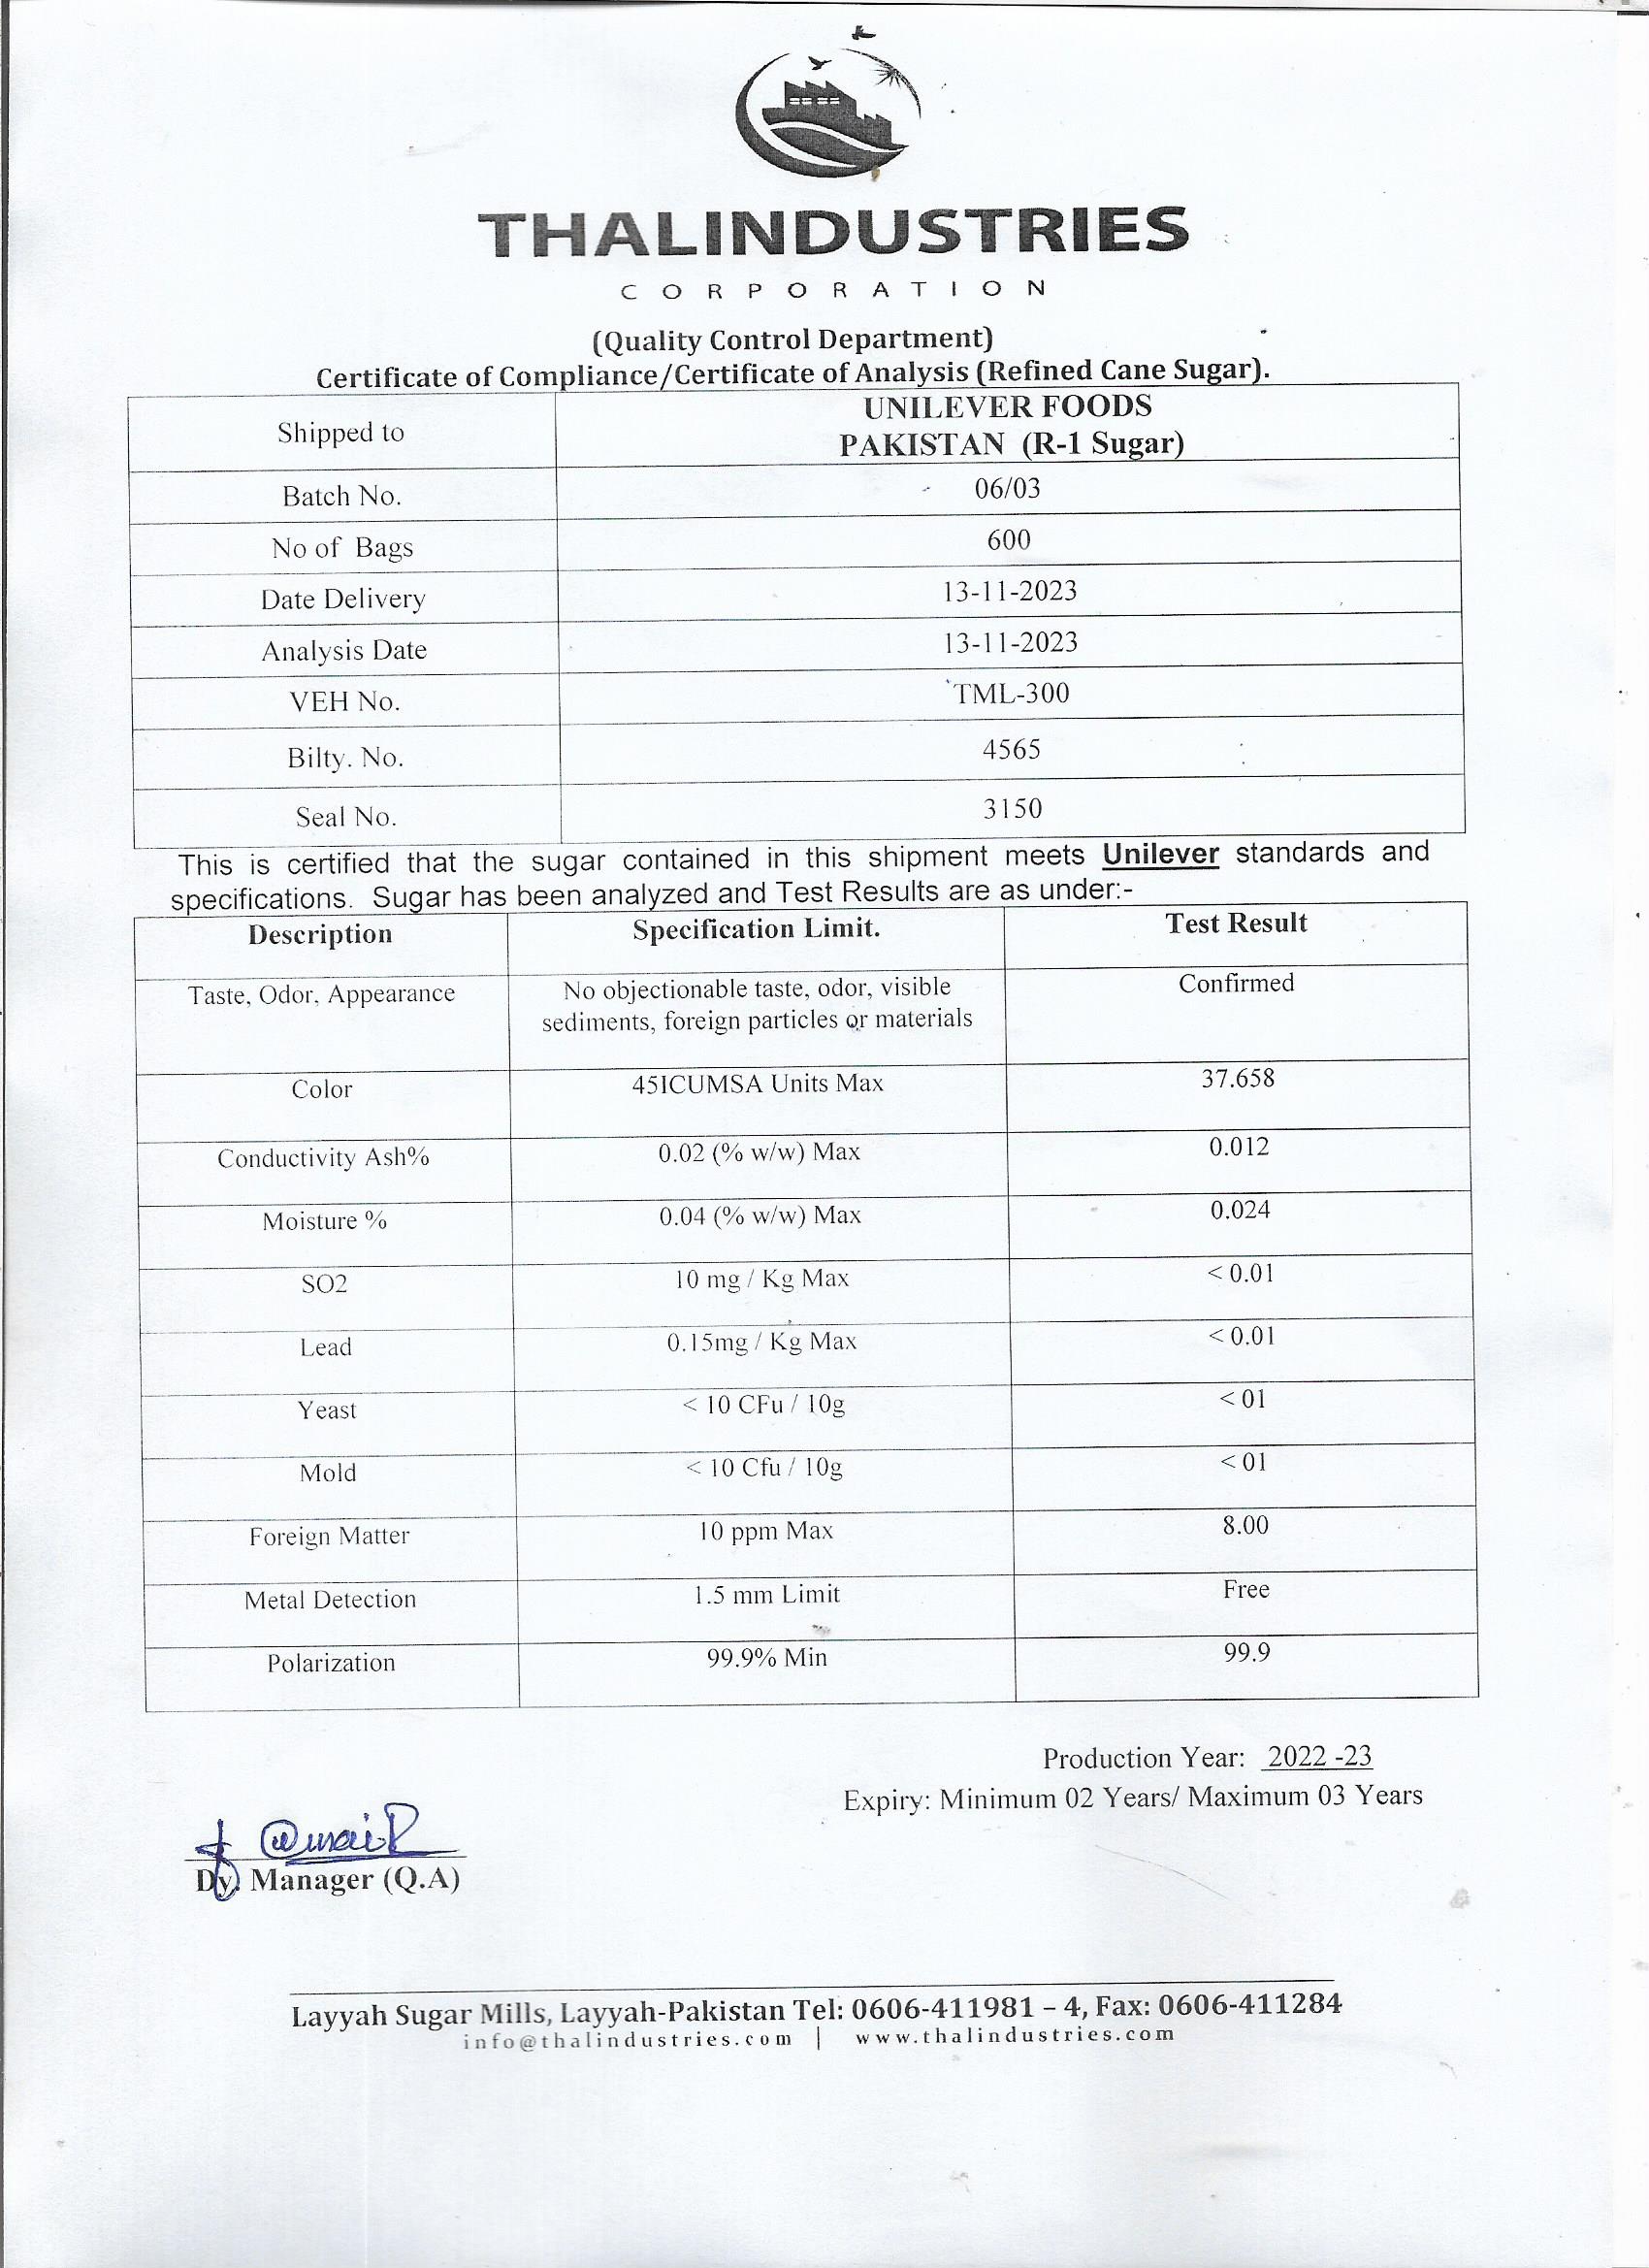 THALINDUSTRIES
CORPORATION
(Quality Control Department)
Certificate of Compliance/Certificate of Analysis (Refined Cane Sugar).
Shipped to UNILEVER FOODS PAKISTAN (R-1 Sugar)
Batch No. 06/03
No of Bags 600
Date Delivery 13-11-2023
Analysis Date 13-11-2023
VEH No. TML-300
Bilty. No. 4565
Seal No. 3150
This is certified that the sugar contained in this shipment meets Unilever standards and
specifications. Sugar has been analyzed and Test Results are as under:-
Description Specification Limit. Test Result
Taste, Odor, Appearance No objectionable taste, odor, visible sediments, foreign particles or materials Confirmed
Color 45ICUMSA Units Max 37.658
Conductivity Ash% 0.02 (% w/w) Max 0.012
Moisture % 0.04 (% w/w) Max 0.024
SO2 10 mg / Kg Max < 0.01
Lead 0.15mg / Kg Max < 0.01
Yeast < 10 CFu / 10g < 01
Mold < 10 Cfu / 10g < 01
Foreign Matter 10 ppm Max 8.00
Metal Detection 1.5 mm Limit Free
Polarization 99.9% Min 99.9
Production Year: 2022 -23
Expiry: Minimum 02 Years/ Maximum 03 Years
Dy. Manager (Q.A)
Layyah Sugar Mills, Layyah-Pakistan Tel: 0606-411981 – 4, Fax: 0606-411284
info@thalindustries.com | www.thalindustries.com